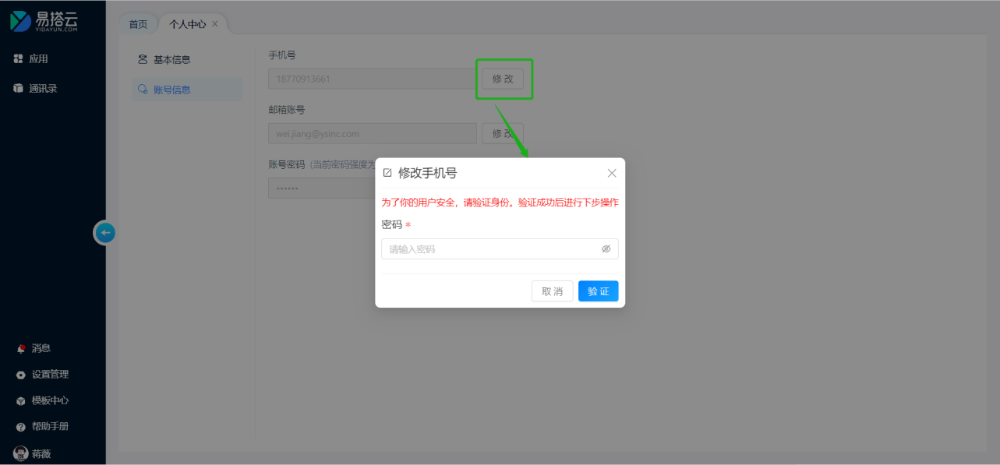 易搭云
YIDAYUN.COM
首页
个人中心
应用
通讯录
基本信息
账号信息
手机号
18770913661
修 改
邮箱账号
wei.jiang@ysinc.com
修 改
账号密码 (当前密码强度为
••••••
修改手机号
为了你的用户安全，请验证身份。验证成功后进行下步操作
密码 *
请输入密码
取 消
验 证
消息
设置管理
模板中心
帮助手册
蒋薇